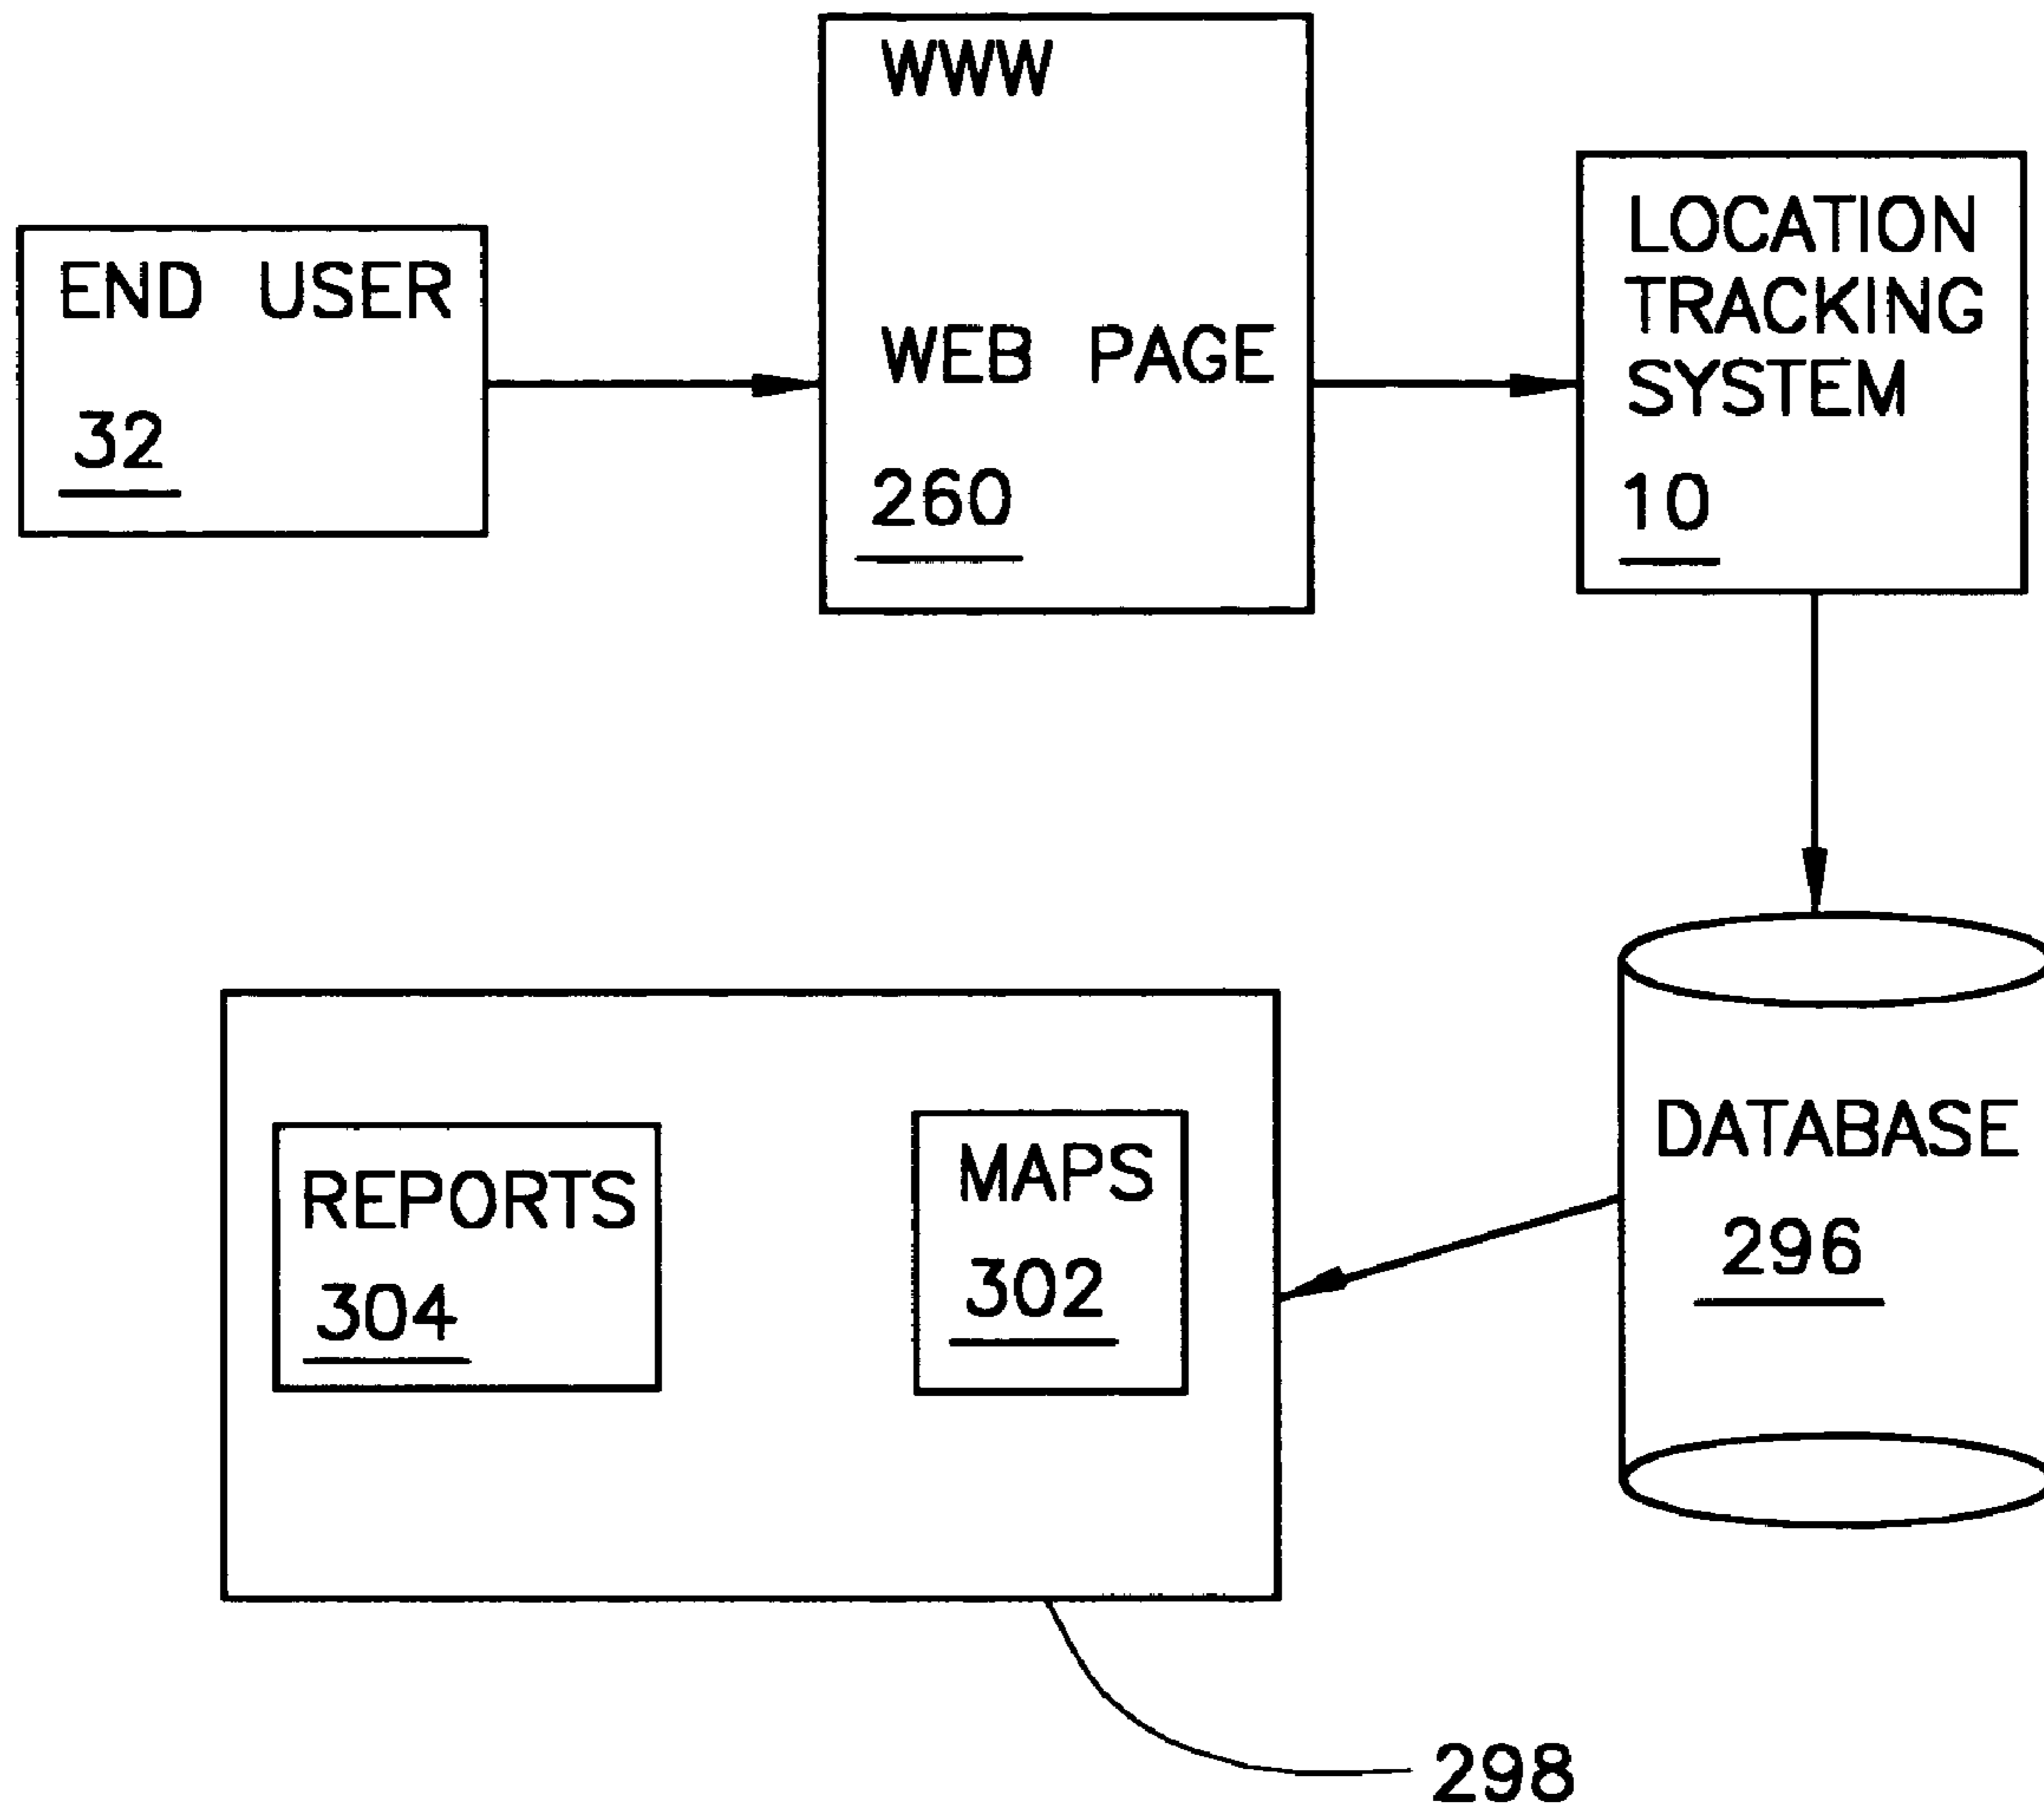 END USER
32
WWW
WEB PAGE
260
LOCATION
TRACKING
SYSTEM
10
REPORTS
304
MAPS
302
DATABASE
296
298